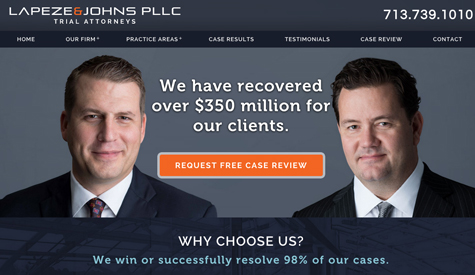 LAPEZE&JOHNS PLLC
TRIAL ATTORNEYS
713.739.1010
HOME OUR FIRM PRACTICE AREAS CASE RESULTS TESTIMONIALS CASE REVIEW CONTACT
We have recovered
over $350 million for
our clients.
REQUEST FREE CASE REVIEW
WHY CHOOSE US?
We win or successfully resolve 98% of our cases.